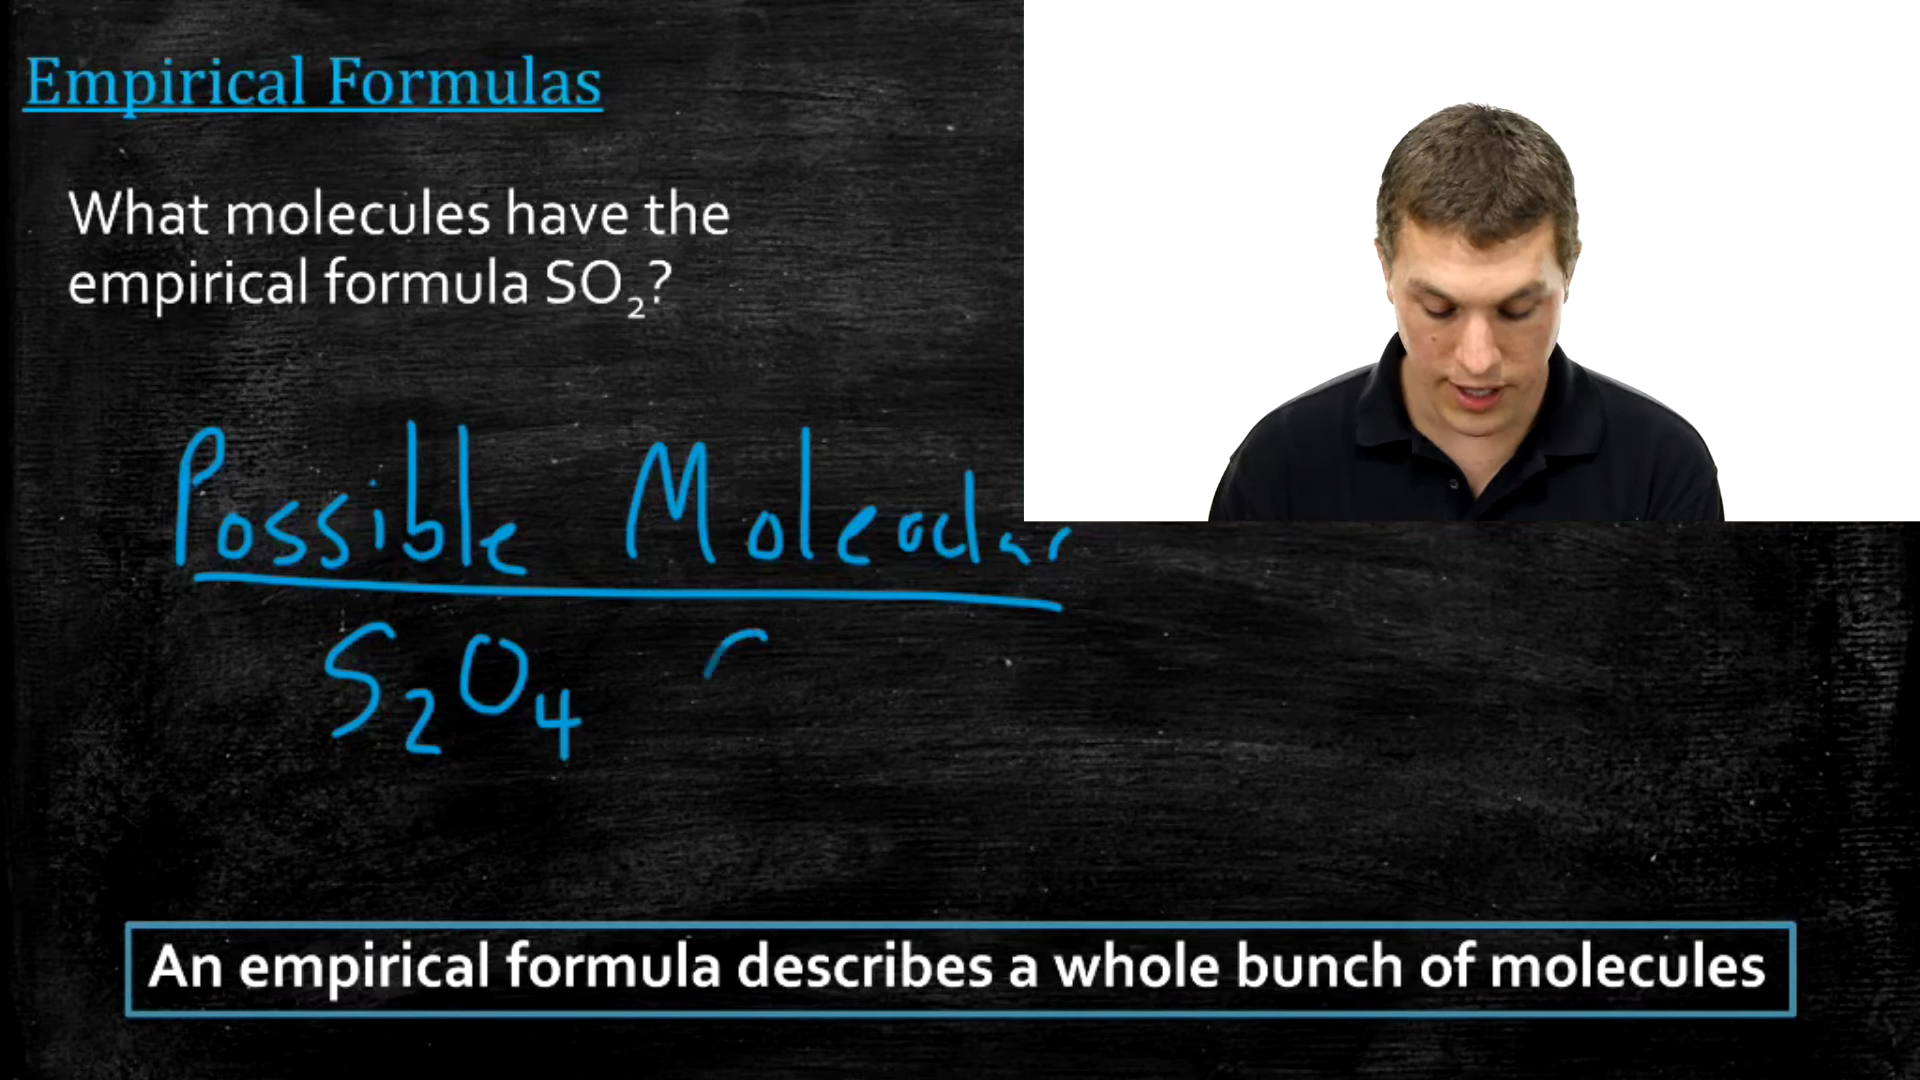 Empirical Formulas
What molecules have the
empirical formula SO₂?
Possible Molecular
S₂O₄
An empirical formula describes a whole bunch of molecules